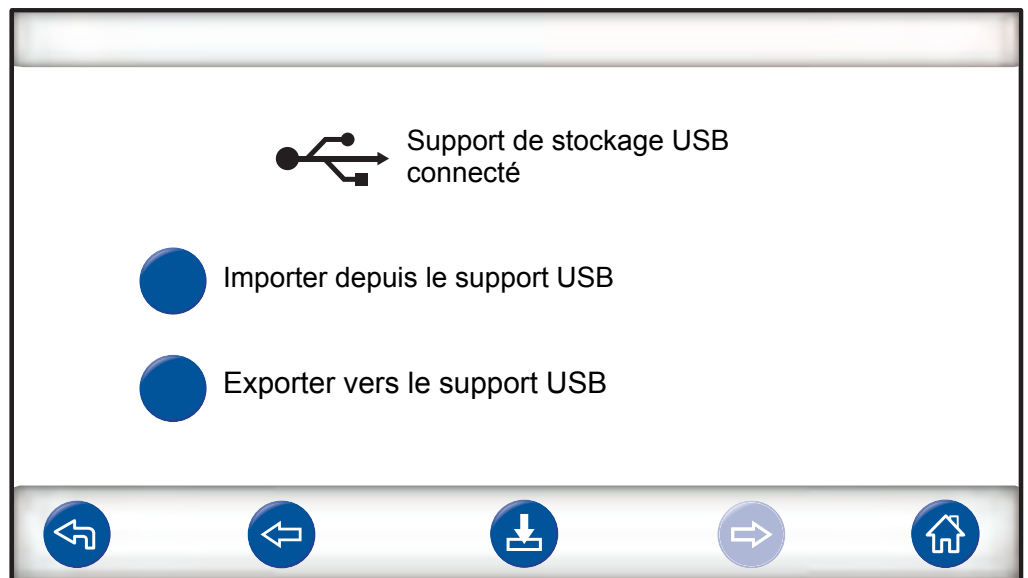 Support de stockage USB
connecté
Importer depuis le support USB
Exporter vers le support USB